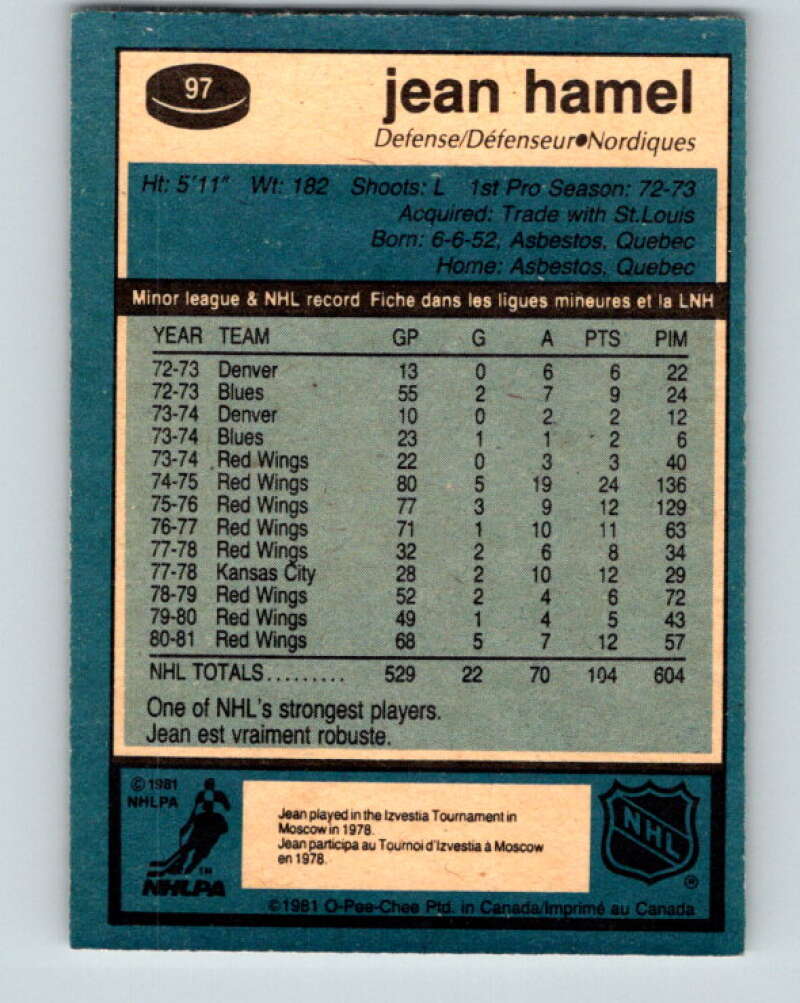 97
jean hamel
Defense/Défenseur●Nordiques
Ht: 5'11" Wt: 182 Shoots: L 1st Pro Season: 72-73
Acquired: Trade with St.Louis
Born: 6-6-52, Asbestos, Quebec
Home: Asbestos, Quebec
Minor league & NHL record Fiche dans les ligues mineures et la LNH
YEAR TEAM GP G A PTS PIM
72-73 Denver 13 0 6 6 22
72-73 Blues 55 2 7 9 24
73-74 Denver 10 0 2 2 12
73-74 Blues 23 1 1 2 6
73-74 Red Wings 22 0 3 3 40
74-75 Red Wings 80 5 19 24 136
75-76 Red Wings 77 3 9 12 129
76-77 Red Wings 71 1 10 11 63
77-78 Red Wings 32 2 6 8 34
77-78 Kansas City 28 2 10 12 29
78-79 Red Wings 52 2 4 6 72
79-80 Red Wings 49 1 4 5 43
80-81 Red Wings 68 5 7 12 57
NHL TOTALS......... 529 22 70 104 604
One of NHL's strongest players.
Jean est vraiment robuste.
© 1981
NHLPA
Jean played in the Izvestia Tournament in
Moscow in 1978.
Jean participa au Tournoi d'Izvestia à Moscow
en 1978.
TM
NHLPA
NHL
®
©1981 O-Pee-Chee Ptd. in Canada/Imprimé au Canada